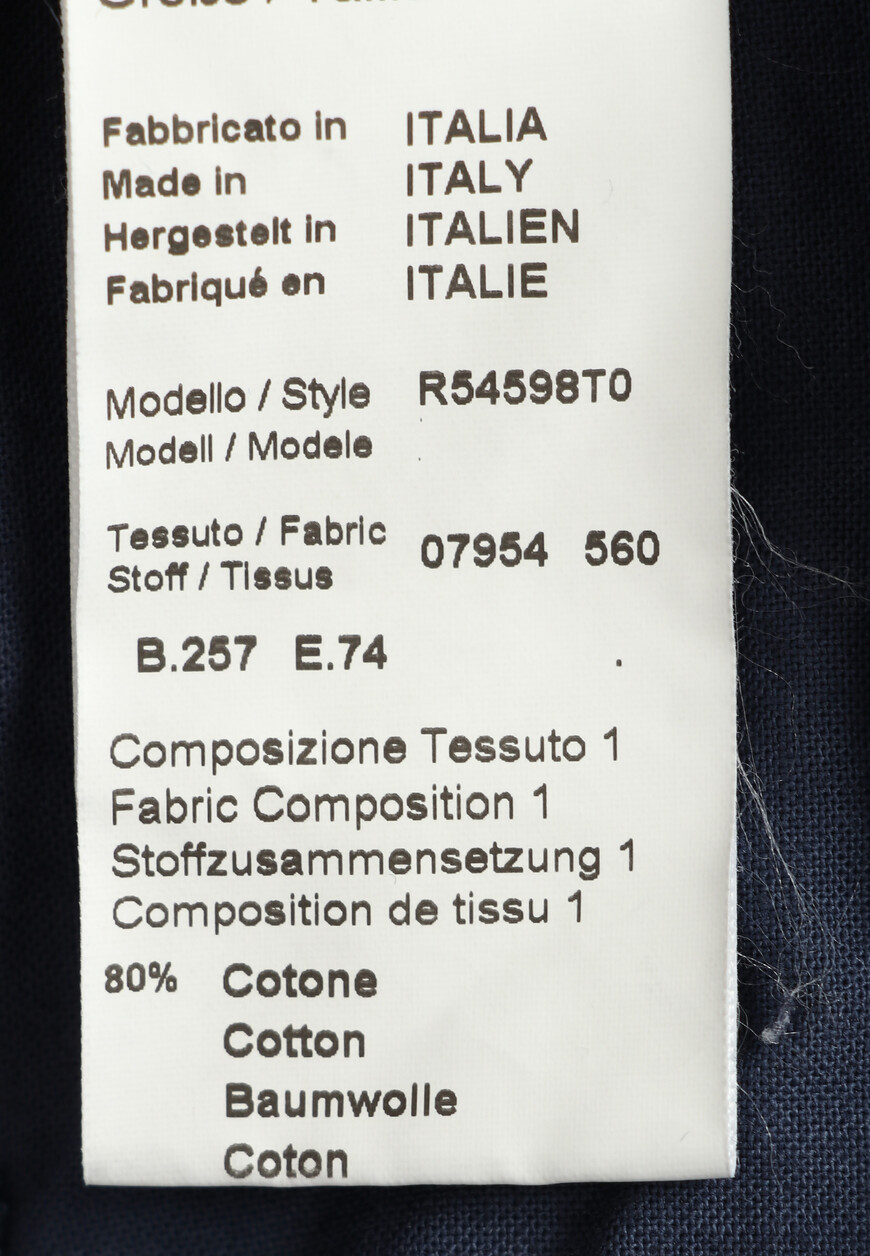 Fabbricato in ITALIA
Made in ITALY
Hergestelt in ITALIEN
Fabriqué en ITALIE
Modello / Style R54598T0
Modell / Modele
Tessuto / Fabric 07954 560
Stoff / Tissus
B.257 E.74
Composizione Tessuto 1
Fabric Composition 1
Stoffzusammensetzung 1
Composition de tissu 1
80% Cotone
Cotton
Baumwolle
Coton